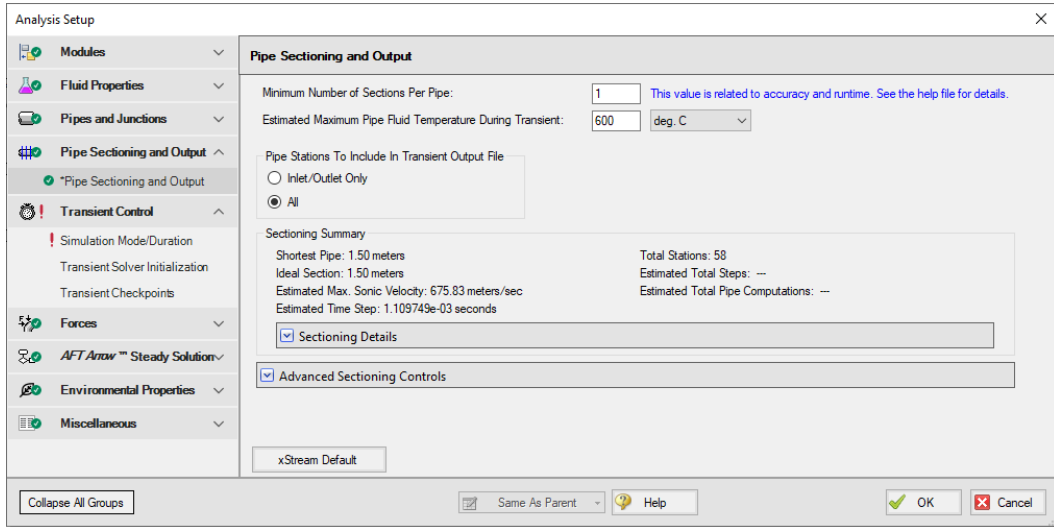 Analysis Setup
Modules
Fluid Properties
Pipes and Junctions
Pipe Sectioning and Output
*Pipe Sectioning and Output
Transient Control
Simulation Mode/Duration
Transient Solver Initialization
Transient Checkpoints
Forces
AFT Arrow ™ Steady Solution
Environmental Properties
Miscellaneous
Pipe Sectioning and Output
Minimum Number of Sections Per Pipe: 1 This value is related to accuracy and runtime. See the help file for details.
Estimated Maximum Pipe Fluid Temperature During Transient: 600 deg. C
Pipe Stations To Include In Transient Output File
Inlet/Outlet Only
All
Sectioning Summary
Shortest Pipe: 1.50 meters
Ideal Section: 1.50 meters
Estimated Max. Sonic Velocity: 675.83 meters/sec
Estimated Time Step: 1.109749e-03 seconds
Total Stations: 58
Estimated Total Steps: ---
Estimated Total Pipe Computations: ---
Sectioning Details
Advanced Sectioning Controls
xStream Default
Collapse All Groups
Same As Parent
Help
OK
Cancel